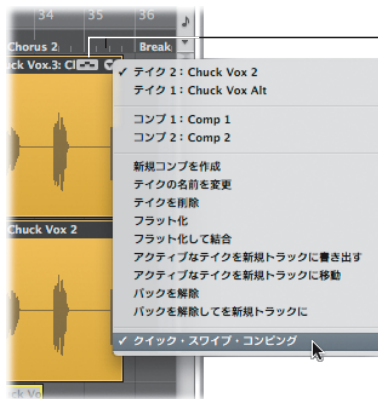 34 35 36
Chorus 2 Break
ck Vox.3: Cl
✓ テイク 2：Chuck Vox 2
テイク 1：Chuck Vox Alt
コンプ 1：Comp 1
コンプ 2：Comp 2
新規コンプを作成
テイクの名前を変更
テイクを削除
フラット化
フラット化して結合
アクティブなテイクを新規トラックに書き出す
アクティブなテイクを新規トラックに移動
パックを解除
パックを解除してを新規トラックに
✓ クイック・スワイプ・コンピング
Chuck Vox 2
ck Vo